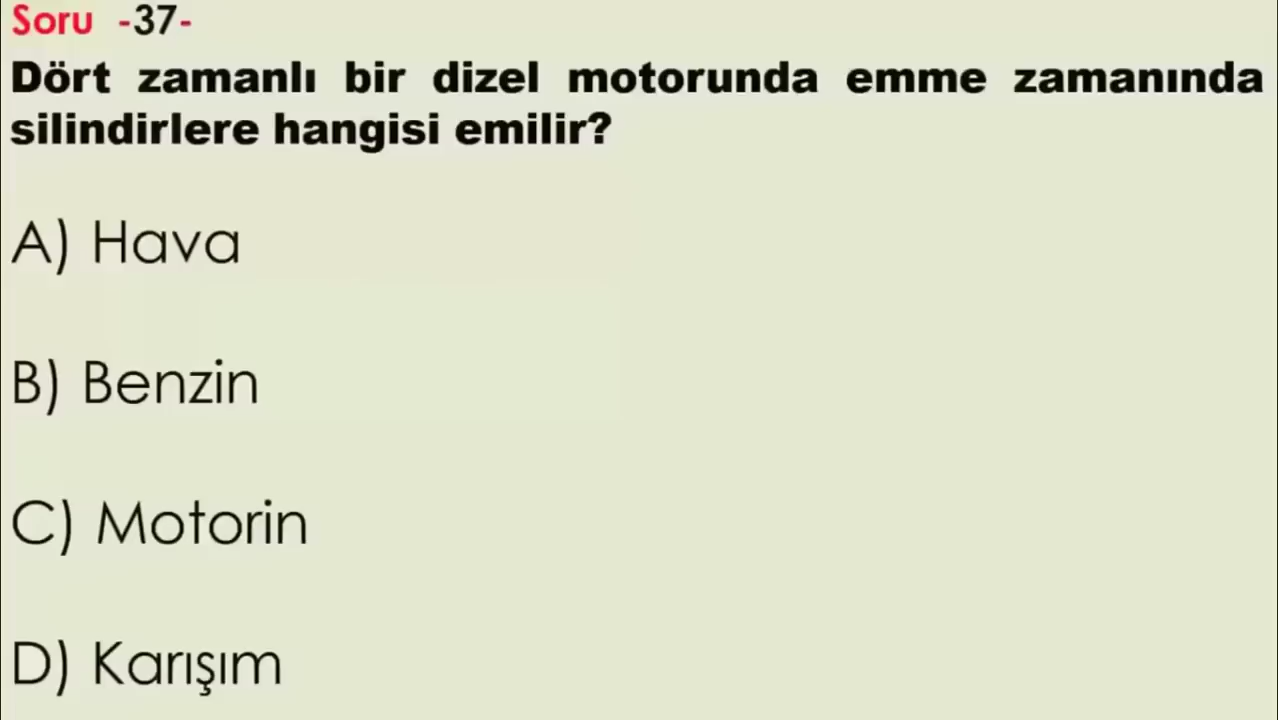 Soru -37-
Dört zamanlı bir dizel motorunda emme zamanında
silindirlere hangisi emilir?
A) Hava
B) Benzin
C) Motorin
D) Karışım